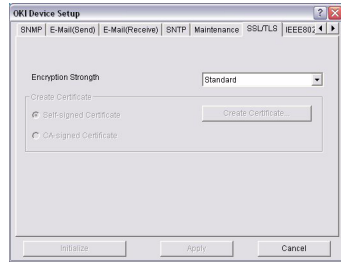 OKI Device Setup
SNMP E-Mail(Send) E-Mail(Receive) SNTP Maintenance SSL/TLS IEEE802
Encryption Strength Standard
Create Certificate
Self-signed Certificate Create Certificate...
CA-signed Certificate
Initialize Apply Cancel